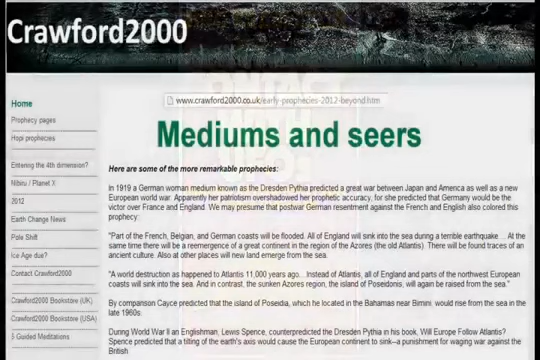 Crawford2000
www.crawford2000.co.uk/early-prophecies-2012-beyond.htm
Home
Prophecy pages
Hopi prophecies
Entering the 4th dimension?
Nibiru / Planet X
2012
Earth Change News
Pole Shift
Ice Age due?
Contact Crawford2000
Crawford2000 Bookstore (UK)
Crawford2000 Bookstore (USA)
5 Guided Meditations
Mediums and seers
Here are some of the more remarkable prophecies:
In 1919 a German woman medium known as the Dresden Pythia predicted a great war between Japan and America as well as a new
European world war. Apparently her patriotism overshadowed her prophetic accuracy, for she predicted that Germany would be the
victor over France and England. We may presume that postwar German resentment against the French and English also colored this
prophecy:
"Part of the French, Belgian, and German coasts will be flooded. All of England will sink into the sea during a terrible earthquake... At the
same time there will be a reemergence of a great continent in the region of the Azores (the old Atlantis). There will be found traces of an
ancient culture. Also at other places will new land emerge from the sea.
"A world destruction as happened to Atlantis 11,000 years ago... Instead of Atlantis, all of England and parts of the northwest European
coasts will sink into the sea. And in contrast, the sunken Azores region, the island of Poseidonis, will again be raised from the sea."
By comparison Cayce predicted that the island of Poseidia, which he located in the Bahamas near Bimini, would rise from the sea in the
late 1960s.
During World War II an Englishman, Lewis Spence, counterpredicted the Dresden Pythia in his book, Will Europe Follow Atlantis?
Spence predicted that a tilting of the earth's axis would cause the European continent to sink--a punishment for waging war against the
British.